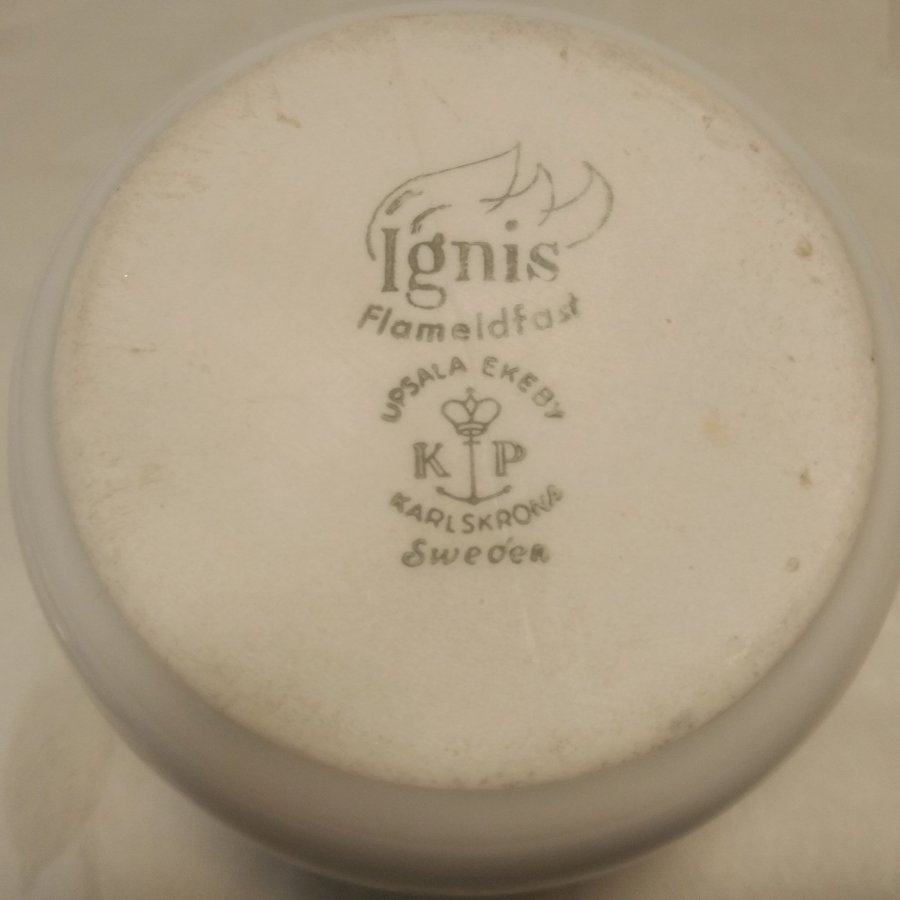 Ignis
Flameldfast
UPSALA EKEBY
K P
KARLSKRONA
Sweden